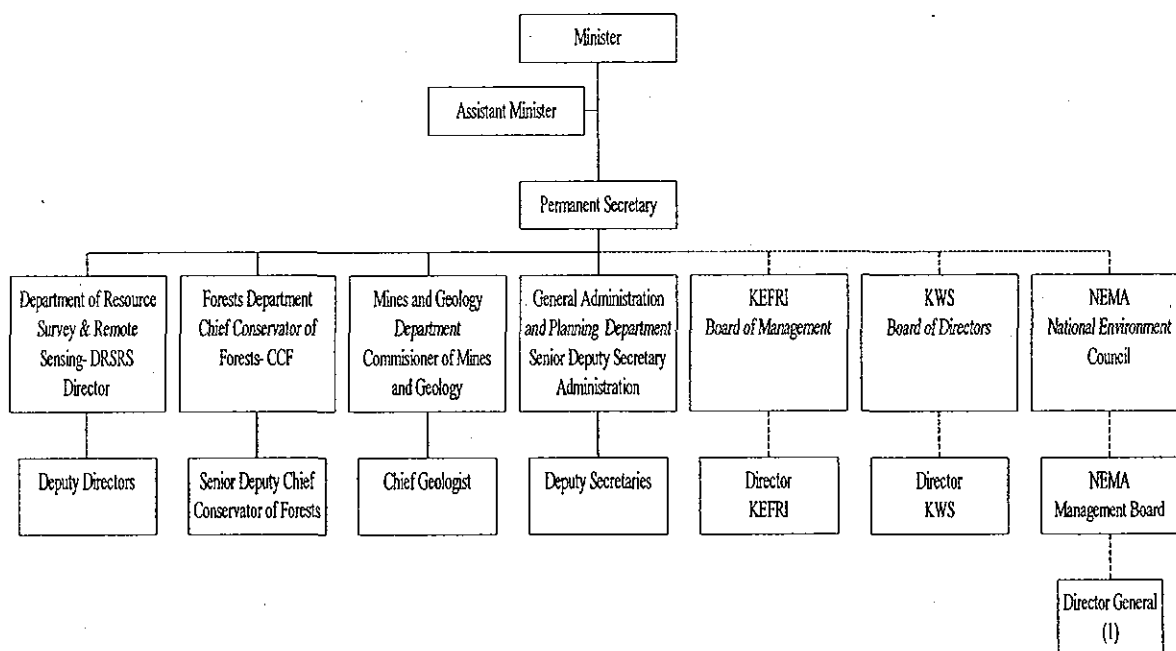 Minister
Assistant Minister
Permanent Secretary
Department of Resource
Survey & Remote
Sensing- DRSRS
Director
Forests Department
Chief Conservator of
Forests- CCF
Mines and Geology
Department
Commisioner of Mines
and Geology
General Administration
and Planning Department
Senior Deputy Secretary
Administration
KEFRI
Board of Management
KWS
Board of Directors
NEMA
National Environment
Council
Deputy Directors
Senior Deputy Chief
Conservator of Forests
Chief Geologist
Deputy Secretaries
Director
KEFRI
Director
KWS
NEMA
Management Board
Director General
(1)